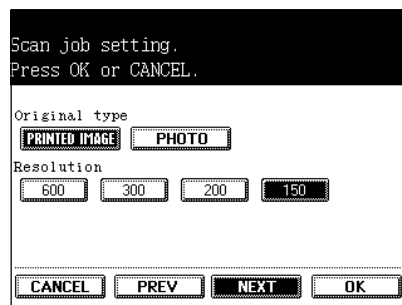 Scan job setting.
Press OK or CANCEL.
Original type
PRINTED IMAGE PHOTO
Resolution
600 300 200 150
CANCEL PREV NEXT OK